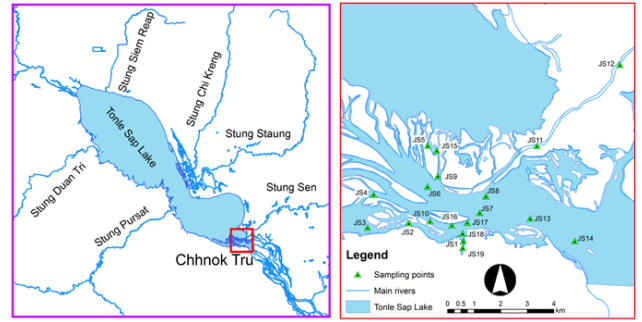 Stung Siem Reap
Stung Chi Kreng
Tonle Sap Lake
Stung Staung
Stung Duan Tri
Stung Sen
Stung Pursat
Chhnok Tru
JS12
JS5
JS15
JS11
JS9
JS6
JS4
JS8
JS7
JS10
JS16
JS17
JS13
JS3
JS2
JS18
JS14
JS1
JS19
Legend
Sampling points
Main rivers
Tonle Sap Lake
0 0.5 1 2 3 4
km